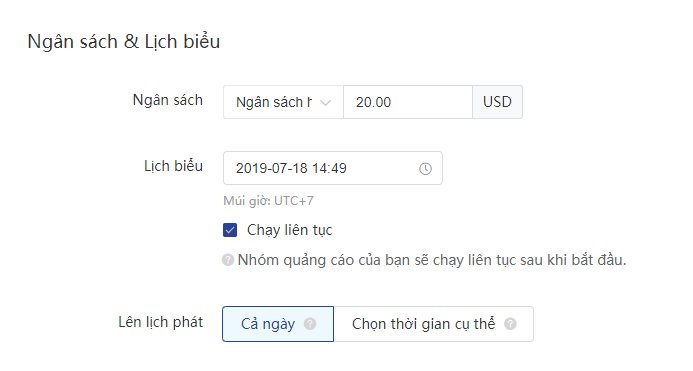 Ngân sách & Lịch biểu
Ngân sách Ngân sách h 20.00 USD
Lịch biểu 2019-07-18 14:49
Múi giờ: UTC+7
Chạy liên tục
Nhóm quảng cáo của bạn sẽ chạy liên tục sau khi bắt đầu.
Lên lịch phát Cả ngày Chọn thời gian cụ thể